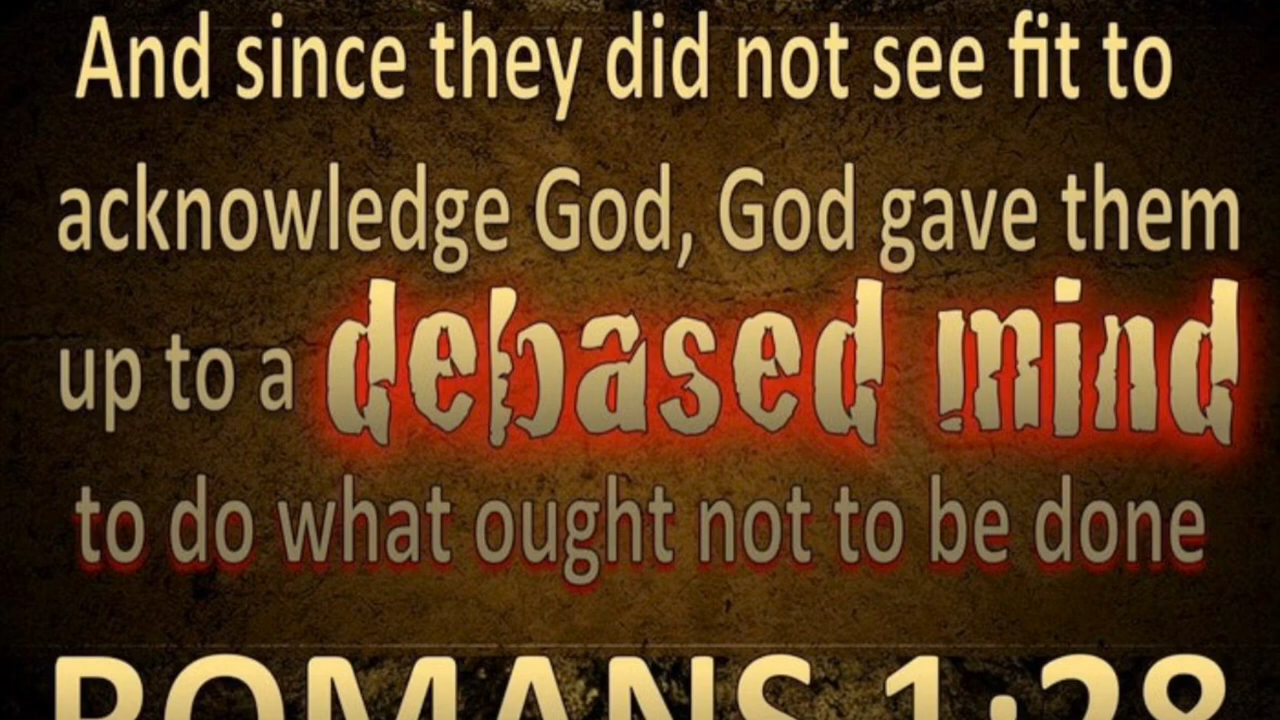 And since they did not see fit to
acknowledge God, God gave them
up to a debased mind
to do what ought not to be done
ROMANS 1:28